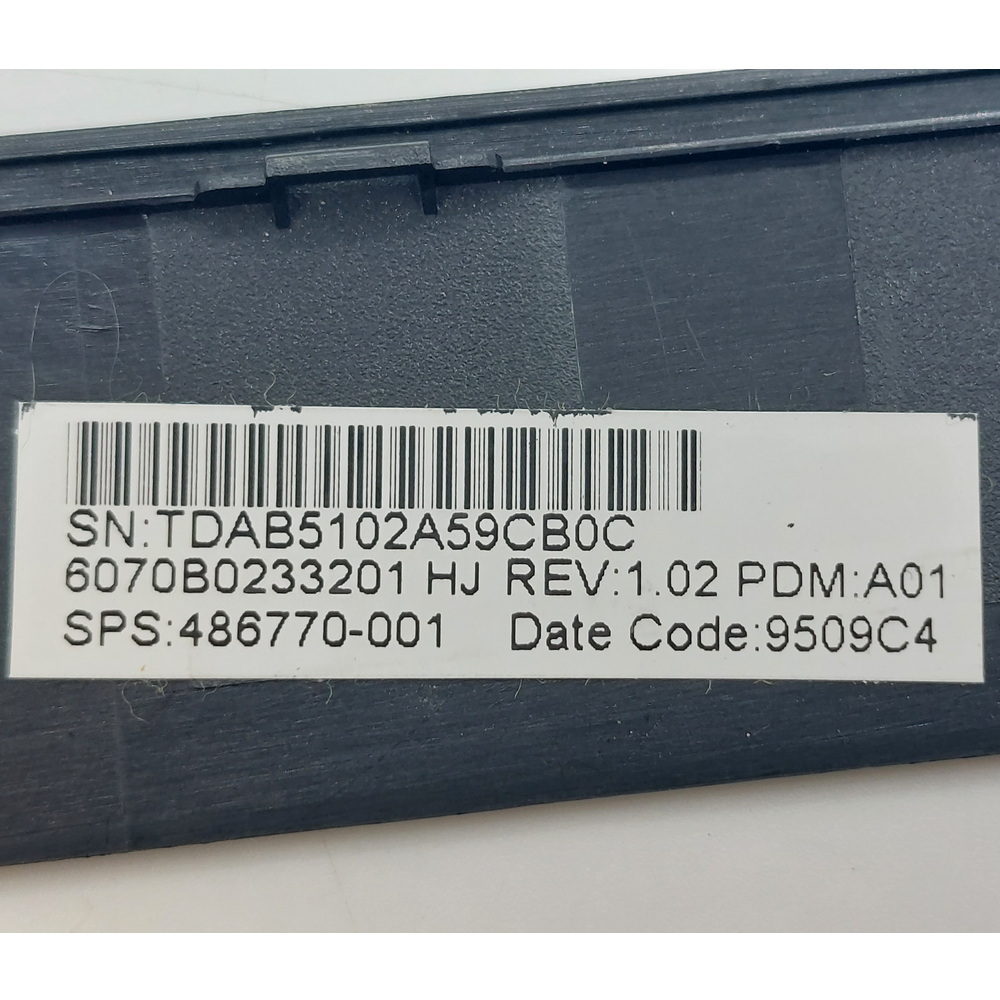 SN:TDAB5102A59CB0C
6070B0233201 HJ REV:1.02 PDM:A01
SPS:486770-001 Date Code:9509C4